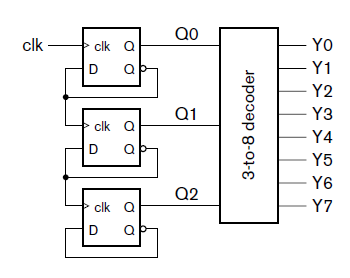 clk
clk Q
D Q
Q0
clk Q
D Q
Q1
clk Q
D Q
Q2
3-to-8 decoder
Y0
Y1
Y2
Y3
Y4
Y5
Y6
Y7